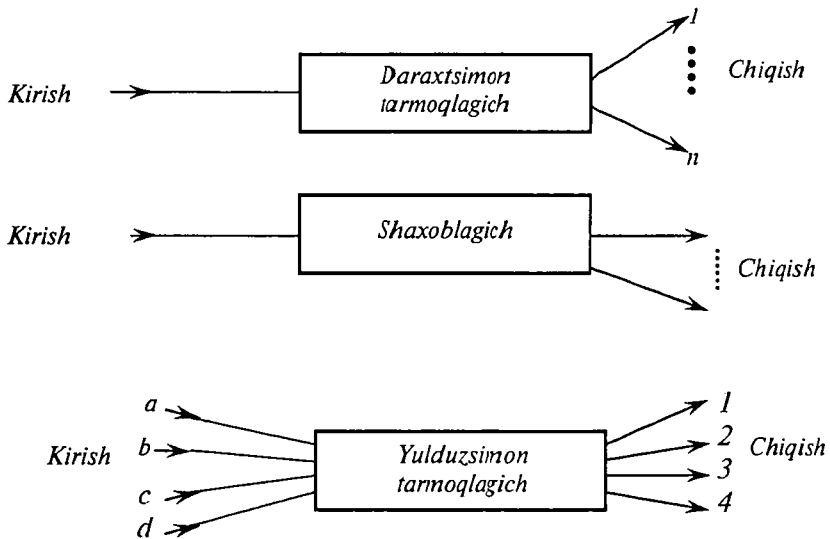 1
Kirish
Daraxtsimon
tarmoqlagich
Chiqish
n
Kirish
Shaxoblagich
Chiqish
a
b
c
d
Kirish
Yulduzsimon
tarmoqlagich
1
2
3
4
Chiqish